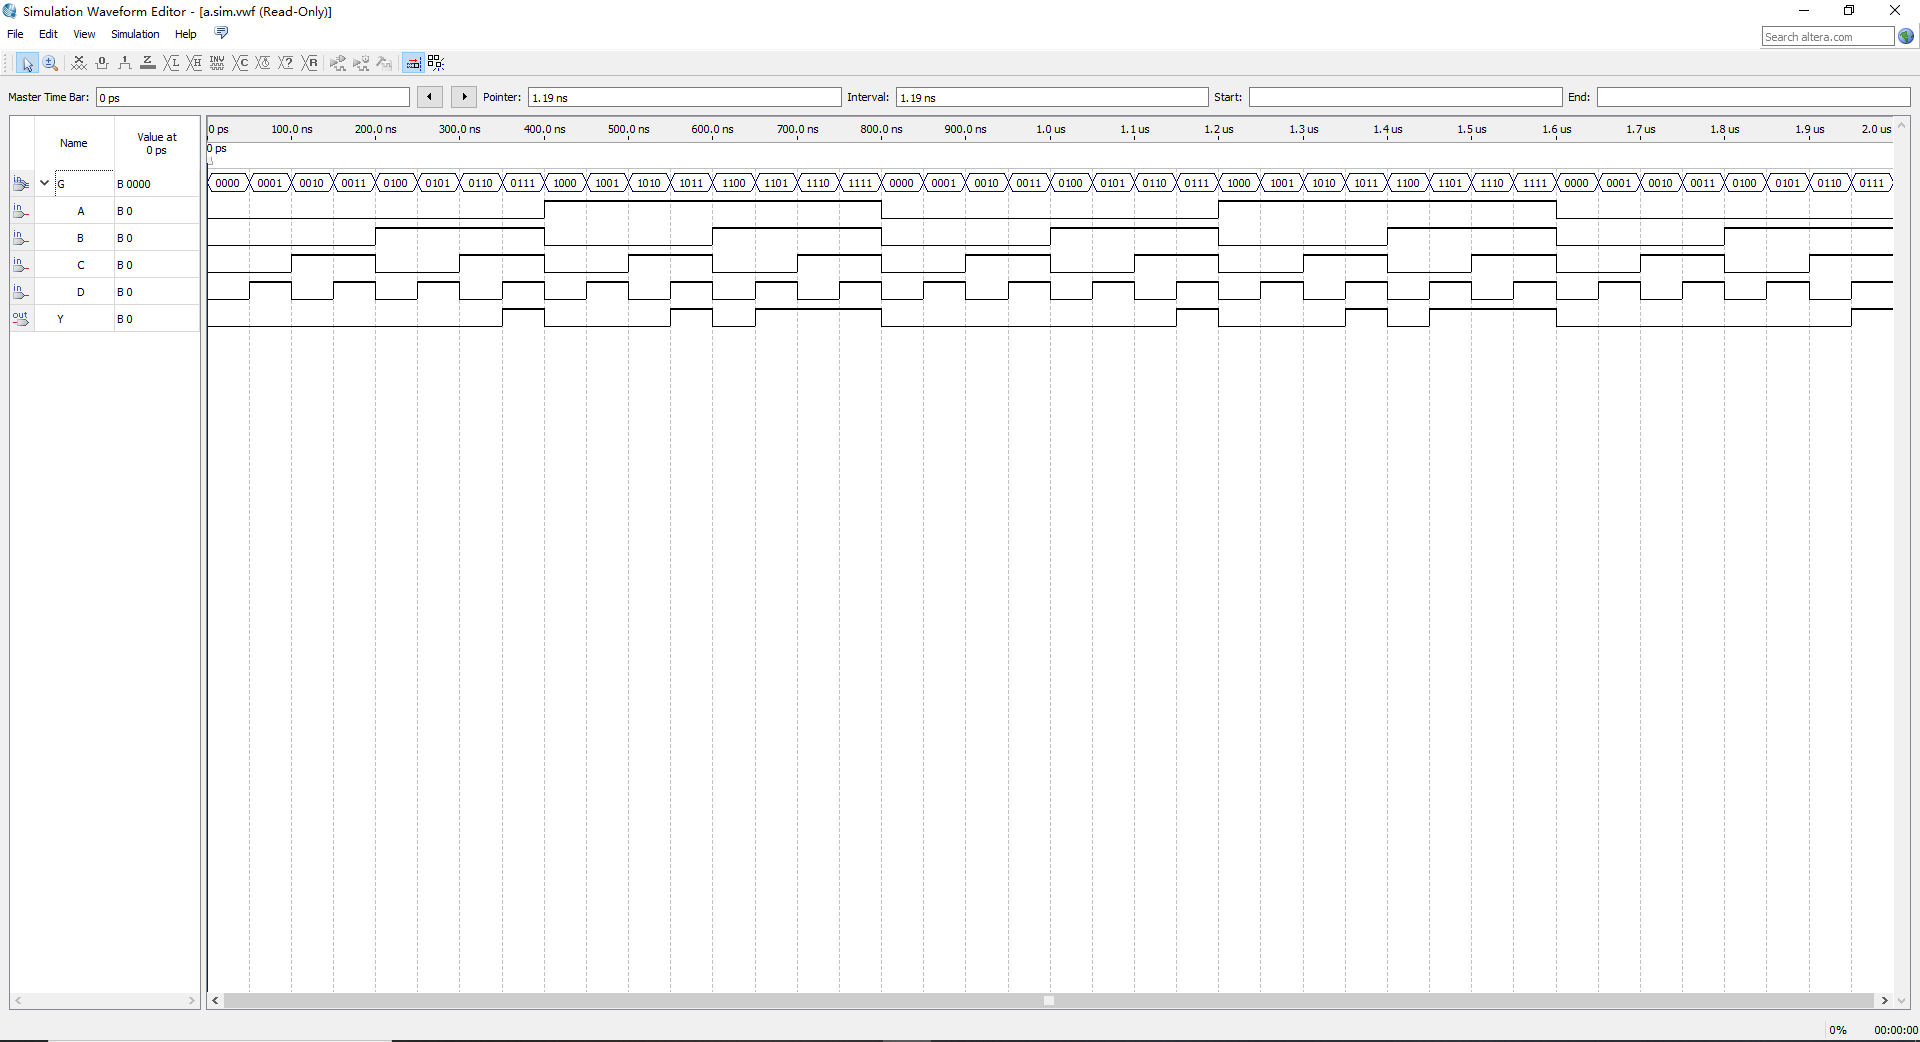 Simulation Waveform Editor - [a.sim.vwf (Read-Only)]
File Edit View Simulation Help
Search altera.com
Master Time Bar: 0 ps Pointer: 1.19 ns Interval: 1.19 ns Start: End:
Name Value at 0 ps
0 ps 100.0 ns 200.0 ns 300.0 ns 400.0 ns 500.0 ns 600.0 ns 700.0 ns 800.0 ns 900.0 ns 1.0 us 1.1 us 1.2 us 1.3 us 1.4 us 1.5 us 1.6 us 1.7 us 1.8 us 1.9 us 2.0 us
0 ps
in G B 0000 0000 0001 0010 0011 0100 0101 0110 0111 1000 1001 1010 1011 1100 1101 1110 1111 0000 0001 0010 0011 0100 0101 0110 0111 1000 1001 1010 1011 1100 1101 1110 1111 0000 0001 0010 0011 0100 0101 0110 0111
in A B 0
in B B 0
in C B 0
in D B 0
out Y B 0
0% 00:00:00